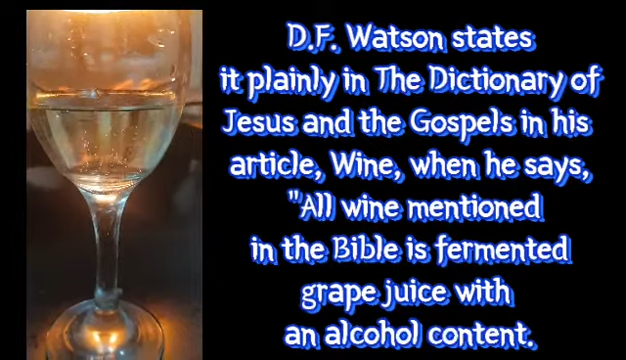 D.F. Watson states
it plainly in The Dictionary of
Jesus and the Gospels in his
article, Wine, when he says,
"All wine mentioned
in the Bible is fermented
grape juice with
an alcohol content.